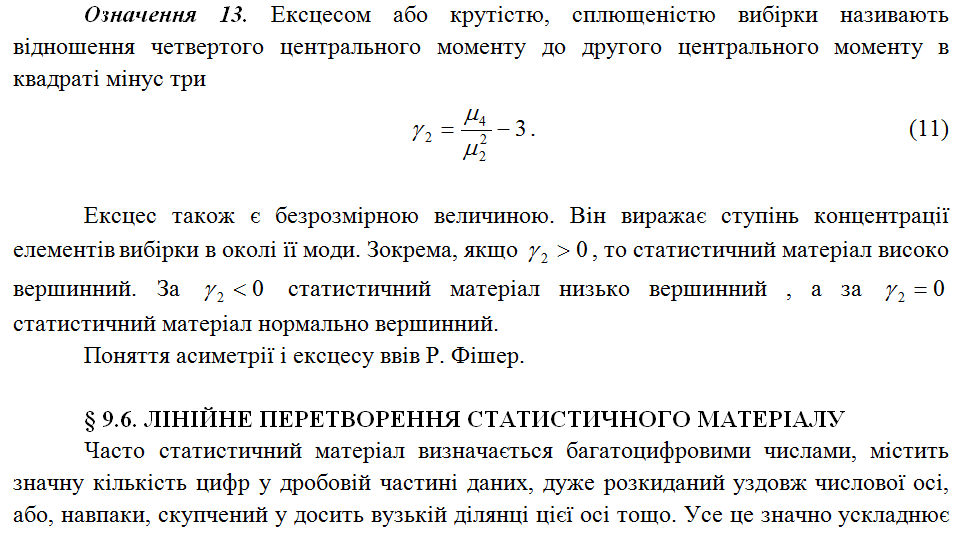 Означення 13. Ексцесом або крутістю, сплющеністю вибірки називають
відношення четвертого центрального моменту до другого центрального моменту в
квадраті мінус три
γ₂ = μ₄/μ₂² − 3. (11)
Ексцес також є безрозмірною величиною. Він виражає ступінь концентрації
елементів вибірки в околі її моди. Зокрема, якщо γ₂ > 0, то статистичний матеріал високо
вершинний. За γ₂ < 0 статистичний матеріал низько вершинний , а за γ₂ = 0
статистичний матеріал нормально вершинний.
Поняття асиметрії і ексцесу ввів Р. Фішер.
§ 9.6. ЛІНІЙНЕ ПЕРЕТВОРЕННЯ СТАТИСТИЧНОГО МАТЕРІАЛУ
Часто статистичний матеріал визначається багатоцифровими числами, містить
значну кількість цифр у дробовій частині даних, дуже розкиданий уздовж числової осі,
або, навпаки, скупчений у досить вузькій ділянці цієї осі тощо. Усе це значно ускладнює